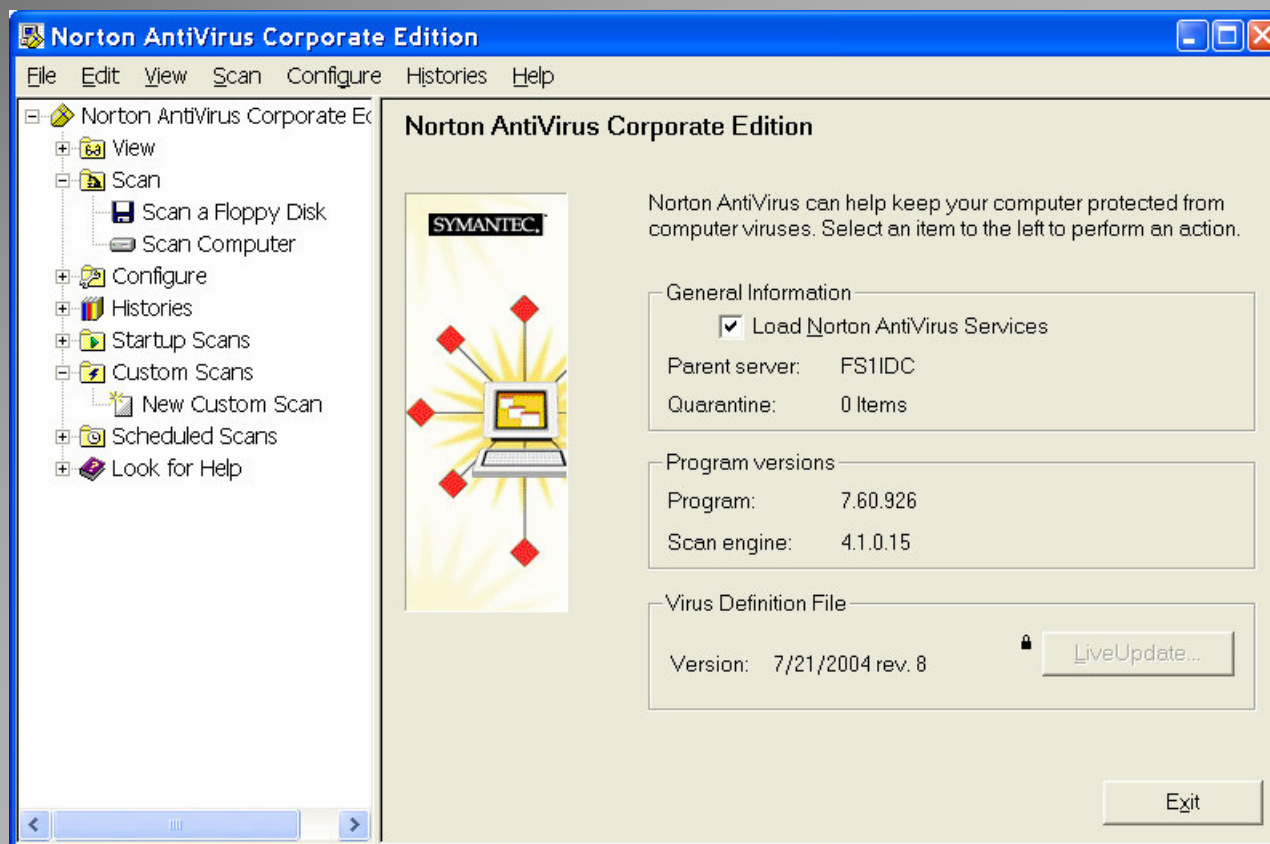 Norton AntiVirus Corporate Edition
File Edit View Scan Configure Histories Help
Norton AntiVirus Corporate Ed
View
Scan
Scan a Floppy Disk
Scan Computer
Configure
Histories
Startup Scans
Custom Scans
New Custom Scan
Scheduled Scans
Look for Help
Norton AntiVirus Corporate Edition
SYMANTEC.
Norton AntiVirus can help keep your computer protected from
computer viruses. Select an item to the left to perform an action.
General Information
Load Norton AntiVirus Services
Parent server: FS1IDC
Quarantine: 0 Items
Program versions
Program: 7.60.926
Scan engine: 4.1.0.15
Virus Definition File
Version: 7/21/2004 rev. 8
LiveUpdate...
Exit